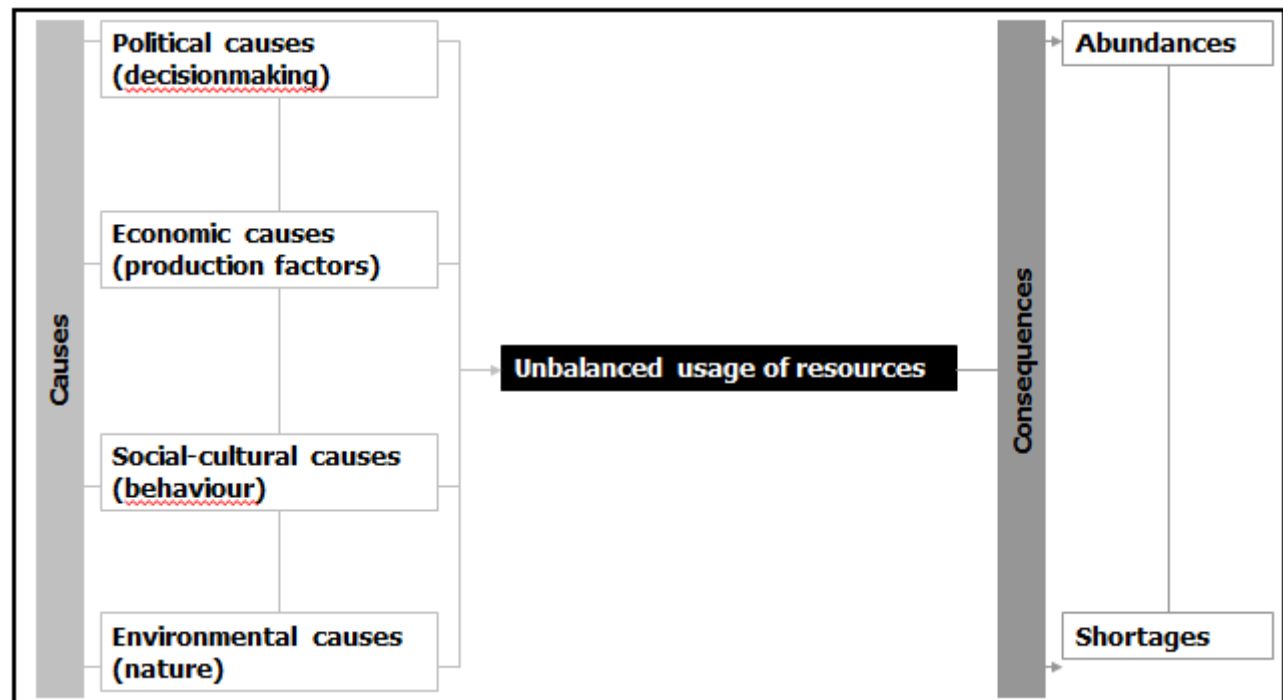 Causes
Political causes
(decisionmaking)
Economic causes
(production factors)
Social-cultural causes
(behaviour)
Environmental causes
(nature)
Unbalanced usage of resources
Consequences
Abundances
Shortages